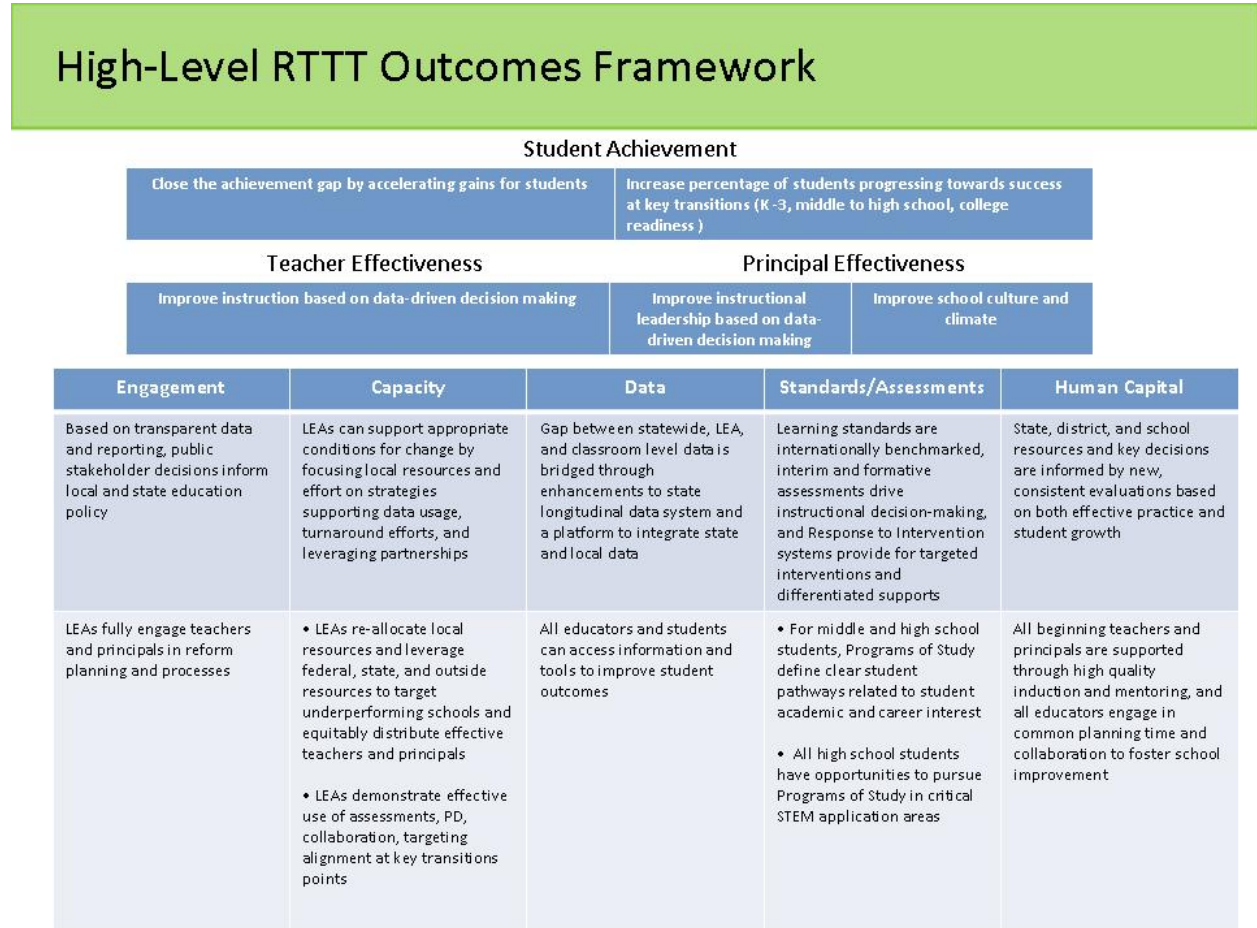 High-Level RTTT Outcomes Framework
Student Achievement
Close the achievement gap by accelerating gains for students
Increase percentage of students progressing towards success
at key transitions (K -3, middle to high school, college
readiness )
Teacher Effectiveness
Improve instruction based on data-driven decision making
Principal Effectiveness
Improve instructional
leadership based on data-
driven decision making
Improve school culture and
climate
Engagement
Capacity
Data
Standards/Assessments
Human Capital
Based on transparent data
and reporting, public
stakeholder decisions inform
local and state education
policy
LEAs can support appropriate
conditions for change by
focusing local resources and
effort on strategies
supporting data usage,
turnaround efforts, and
leveraging partnerships
Gap between statewide, LEA,
and classroom level data is
bridged through
enhancements to state
longitudinal data system and
a platform to integrate state
and local data
Learning standards are
internationally benchmarked,
interim and formative
assessments drive
instructional decision-making,
and Response to Intervention
systems provide for targeted
interventions and
differentiated supports
State, district, and school
resources and key decisions
are informed by new,
consistent evaluations based
on both effective practice and
student growth
LEAs fully engage teachers
and principals in reform
planning and processes
• LEAs re-allocate local
resources and leverage
federal, state, and outside
resources to target
underperforming schools and
equitably distribute effective
teachers and principals
• LEAs demonstrate effective
use of assessments, PD,
collaboration, targeting
alignment at key transitions
points
All educators and students
can access information and
tools to improve student
outcomes
• For middle and high school
students, Programs of Study
define clear student
pathways related to student
academic and career interest
• All high school students
have opportunities to pursue
Programs of Study in critical
STEM application areas
All beginning teachers and
principals are supported
through high quality
induction and mentoring, and
all educators engage in
common planning time and
collaboration to foster school
improvement